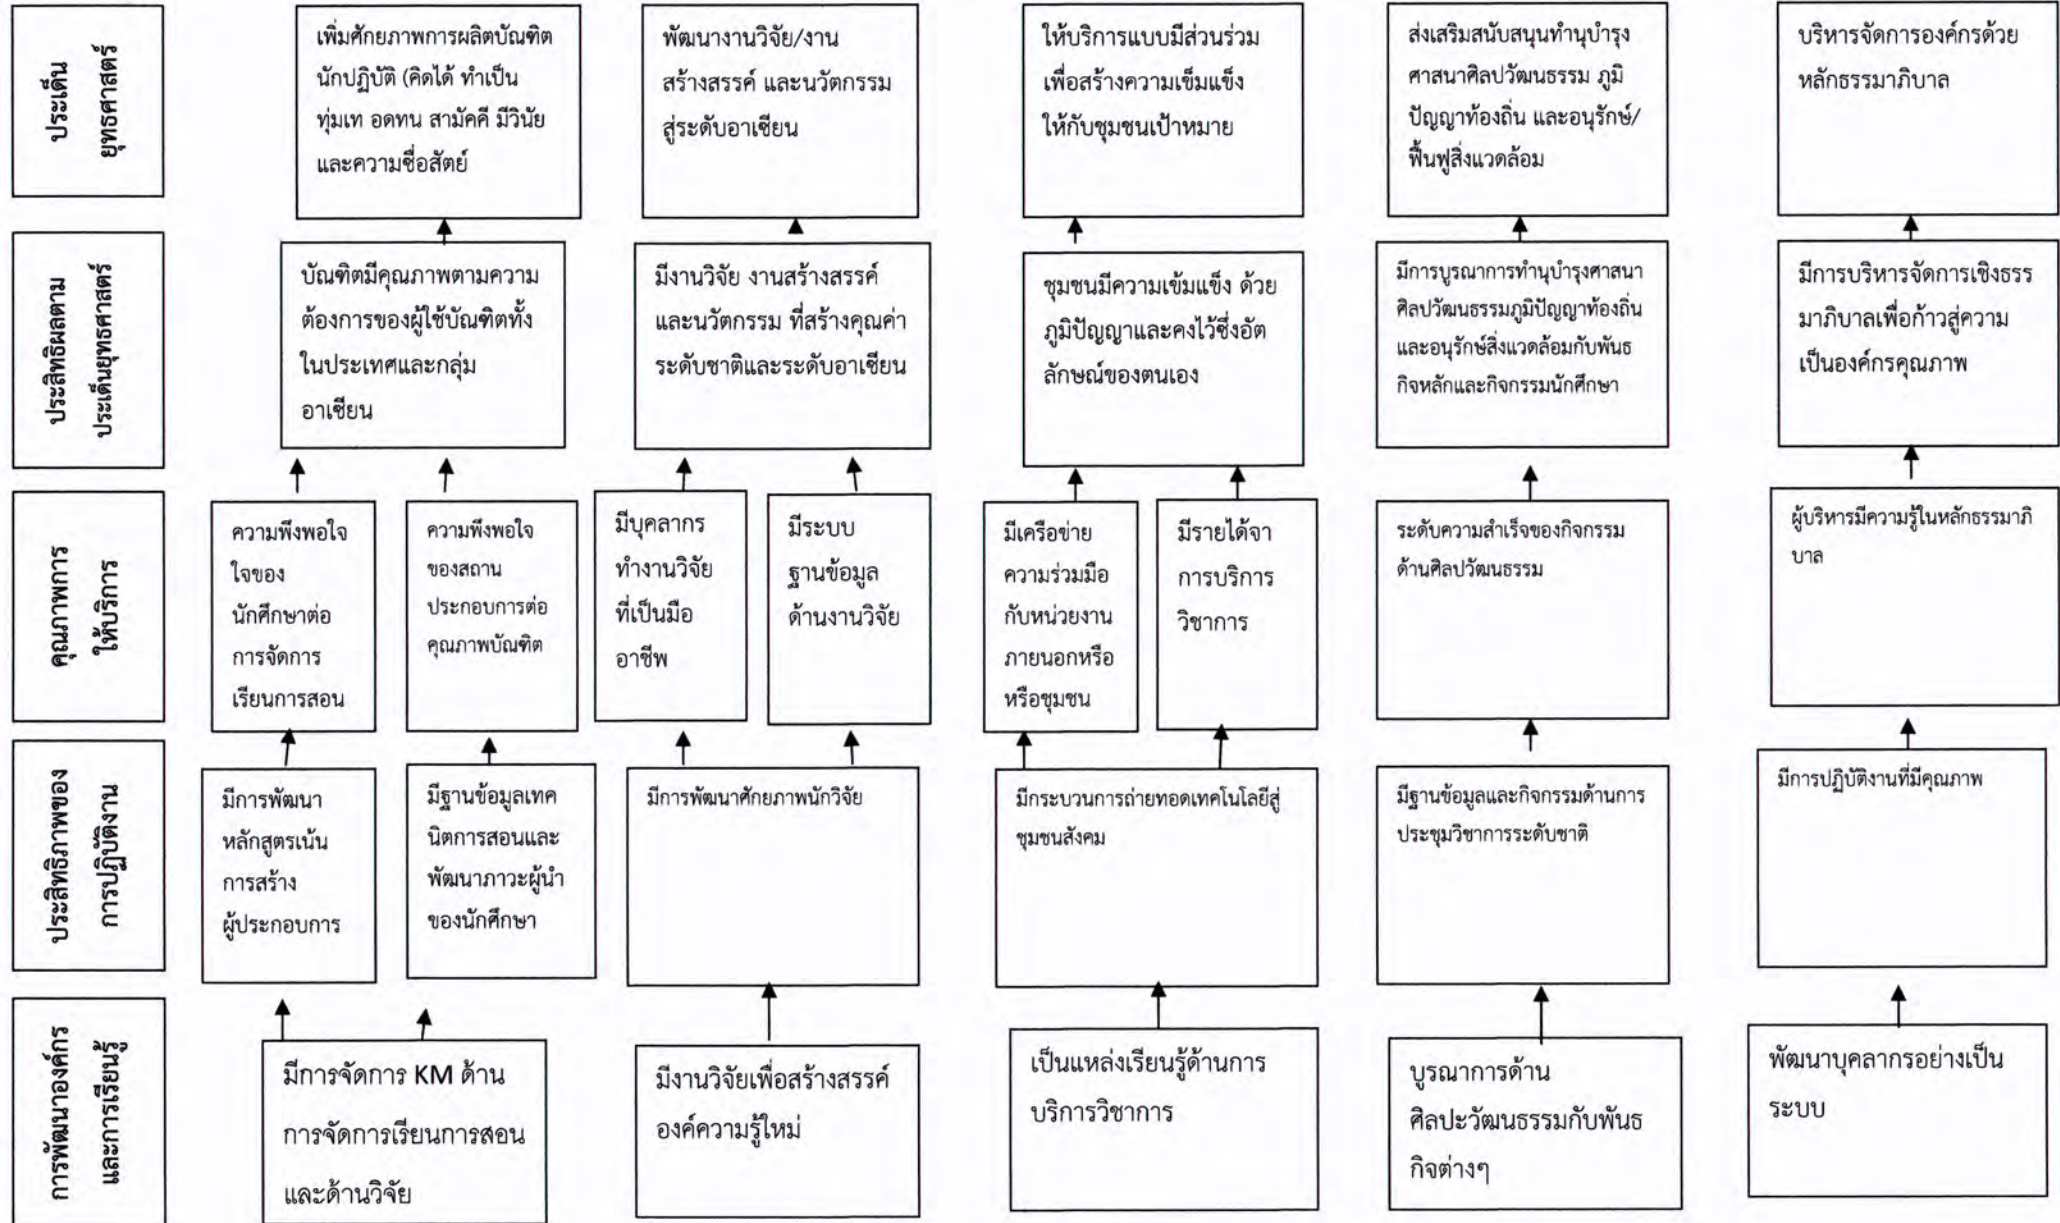 ประเด็น
ยุทธศาสตร์
เพิ่มศักยภาพการผลิตบัณฑิต
นักปฏิบัติ (คิดได้ ทำเป็น
ทุ่มเท อดทน สามัคคี มีวินัย
และความซื่อสัตย์
พัฒนางานวิจัย/งาน
สร้างสรรค์ และนวัตกรรม
สู่ระดับอาเซียน
ให้บริการแบบมีส่วนร่วม
เพื่อสร้างความเข็มแข็ง
ให้กับชุมชนเป้าหมาย
ส่งเสริมสนับสนุนทำนุบำรุง
ศาสนาศิลปวัฒนธรรม ภูมิ
ปัญญาท้องถิ่น และอนุรักษ์/
ฟื้นฟูสิ่งแวดล้อม
บริหารจัดการองค์กรด้วย
หลักธรรมาภิบาล
ประสิทธิผลตาม
ประเด็นยุทธศาสตร์
บัณฑิตมีคุณภาพตามความ
ต้องการของผู้ใช้บัณฑิตทั้ง
ในประเทศและกลุ่ม
อาเซียน
มีงานวิจัย งานสร้างสรรค์
และนวัตกรรม ที่สร้างคุณค่า
ระดับชาติและระดับอาเซียน
ชุมชนมีความเข้มแข็ง ด้วย
ภูมิปัญญาและคงไว้ซึ่งอัต
ลักษณ์ของตนเอง
มีการบูรณาการทำนุบำรุงศาสนา
ศิลปวัฒนธรรมภูมิปัญญาท้องถิ่น
และอนุรักษ์สิ่งแวดล้อมกับพันธ
กิจหลักและกิจกรรมนักศึกษา
มีการบริหารจัดการเชิงธรร
มาภิบาลเพื่อก้าวสู่ความ
เป็นองค์กรคุณภาพ
คุณภาพการ
ให้บริการ
ความพึงพอใจ
ใจของ
นักศึกษาต่อ
การจัดการ
เรียนการสอน
ความพึงพอใจ
ของสถาน
ประกอบการต่อ
คุณภาพบัณฑิต
มีบุคลากร
ทำงานวิจัย
ที่เป็นมือ
อาชีพ
มีระบบ
ฐานข้อมูล
ด้านงานวิจัย
มีเครือข่าย
ความร่วมมือ
กับหน่วยงาน
ภายนอกหรือ
หรือชุมชน
มีรายได้จา
การบริการ
วิชาการ
ระดับความสำเร็จของกิจกรรม
ด้านศิลปวัฒนธรรม
ผู้บริหารมีความรู้ในหลักธรรมาภิ
บาล
ประสิทธิภาพของ
การปฏิบัติงาน
มีการพัฒนา
หลักสูตรเน้น
การสร้าง
ผู้ประกอบการ
มีฐานข้อมูลเทค
นิตการสอนและ
พัฒนาภาวะผู้นำ
ของนักศึกษา
มีการพัฒนาศักยภาพนักวิจัย
มีกระบวนการถ่ายทอดเทคโนโลยีสู่
ชุมชนสังคม
มีฐานข้อมูลและกิจกรรมด้านการ
ประชุมวิชาการระดับชาติ
มีการปฏิบัติงานที่มีคุณภาพ
การพัฒนาองค์กร
และการเรียนรู้
มีการจัดการ KM ด้าน
การจัดการเรียนการสอน
และด้านวิจัย
มีงานวิจัยเพื่อสร้างสรรค์
องค์ความรู้ใหม่
เป็นแหล่งเรียนรู้ด้านการ
บริการวิชาการ
บูรณาการด้าน
ศิลปะวัฒนธรรมกับพันธ
กิจต่างๆ
พัฒนาบุคลากรอย่างเป็น
ระบบ